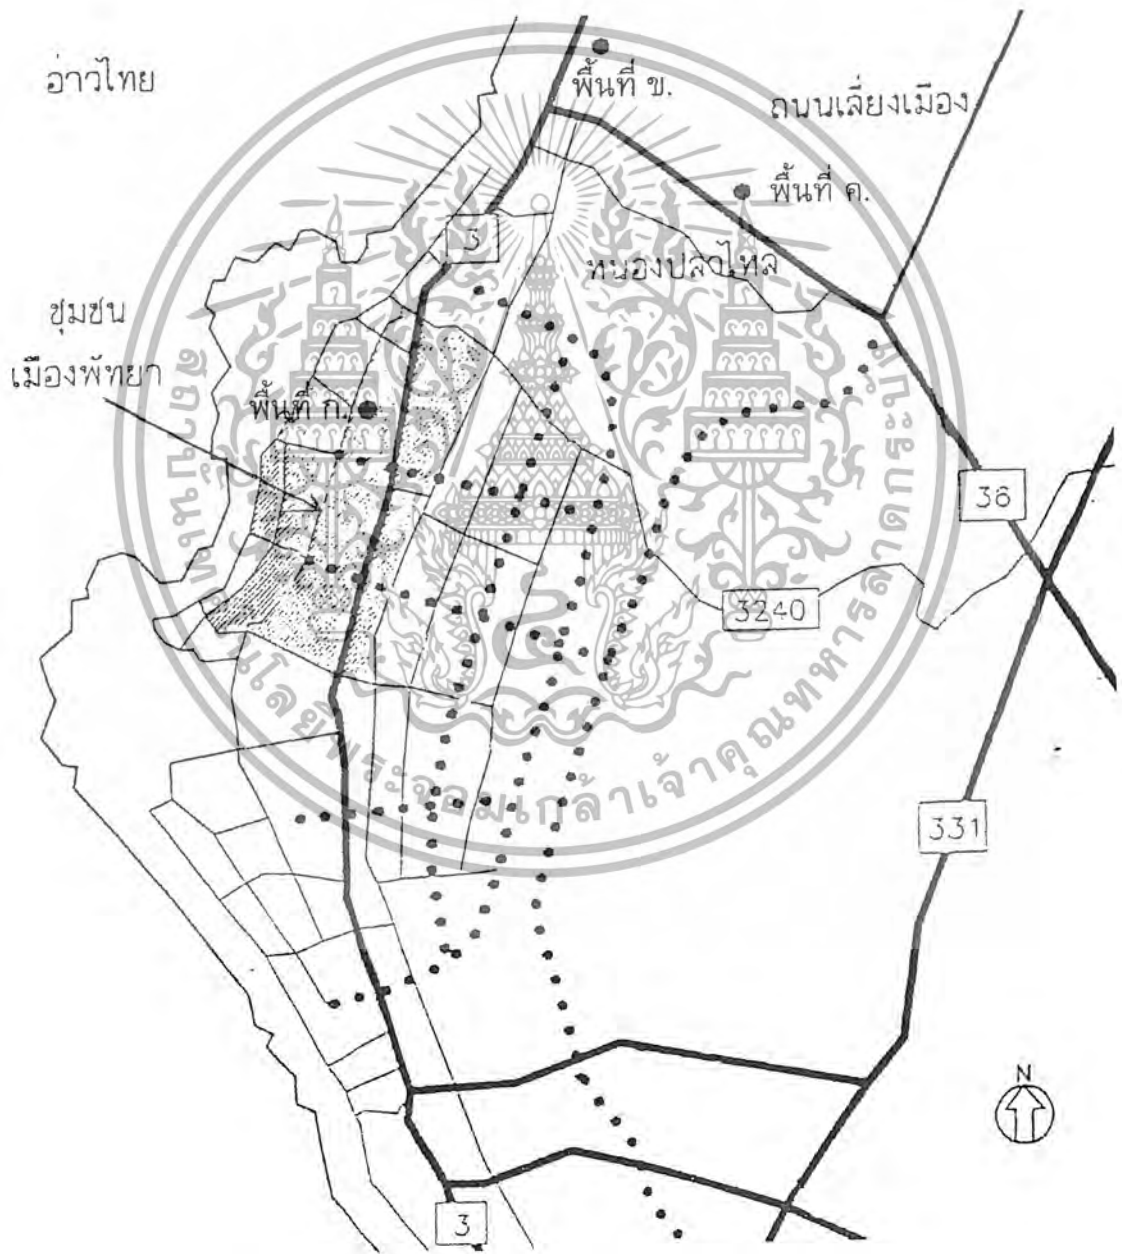 อ่าวไทย
พื้นที่ ข.
ถนนเลี่ยงเมือง
พื้นที่ ค.
3
หนองปลาไหล
ชุมชน
เมืองพัทยา
พื้นที่ ก.
36
3240
331
N
3